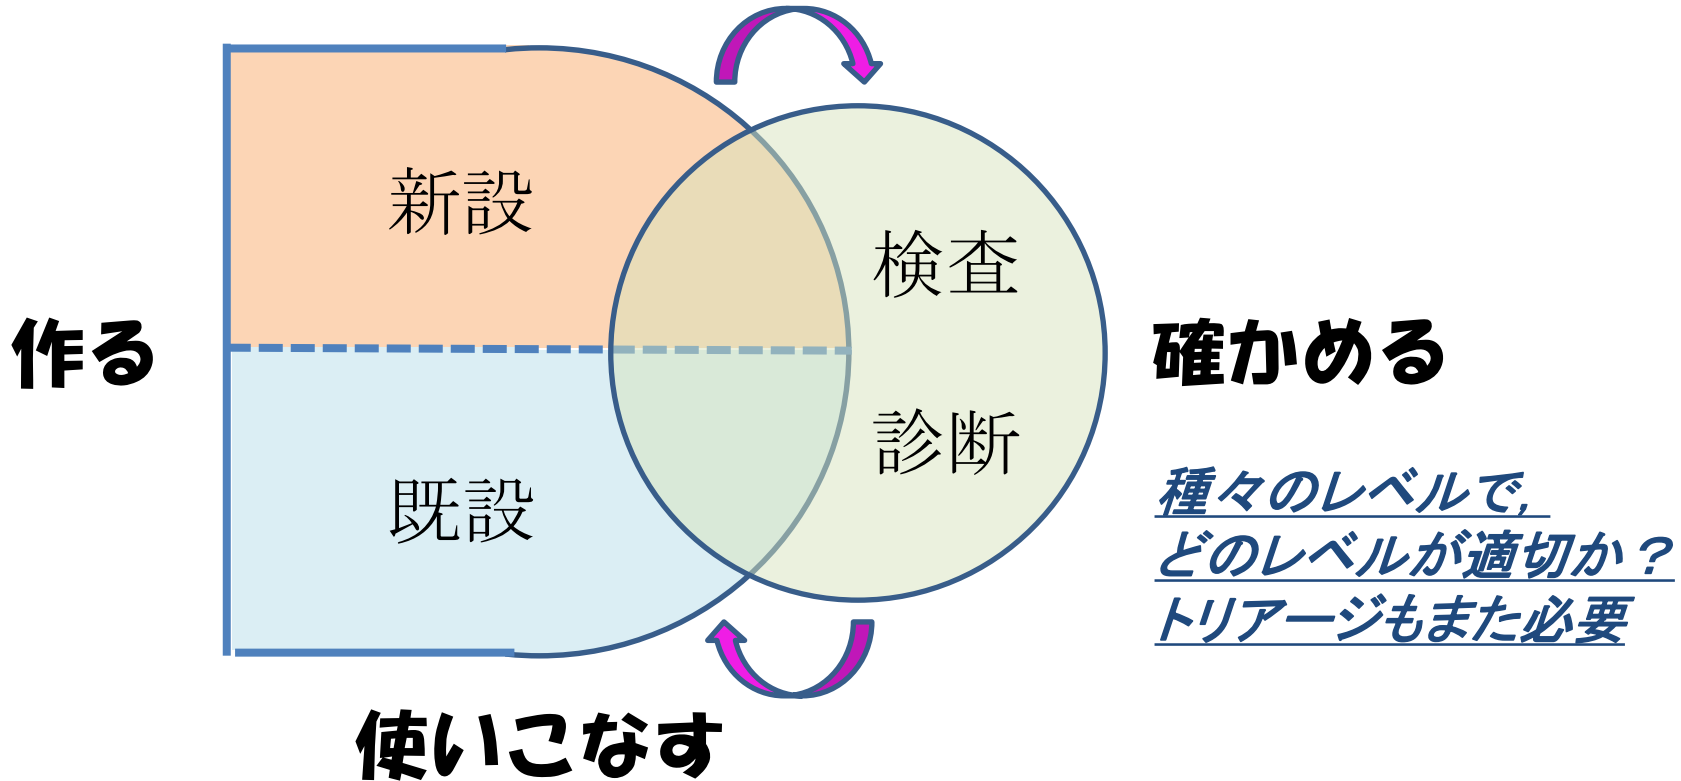 新設
検査
作る
確かめる
診断
既設
種々のレベルで，
どのレベルが適切か？
トリアージもまた必要
使いこなす